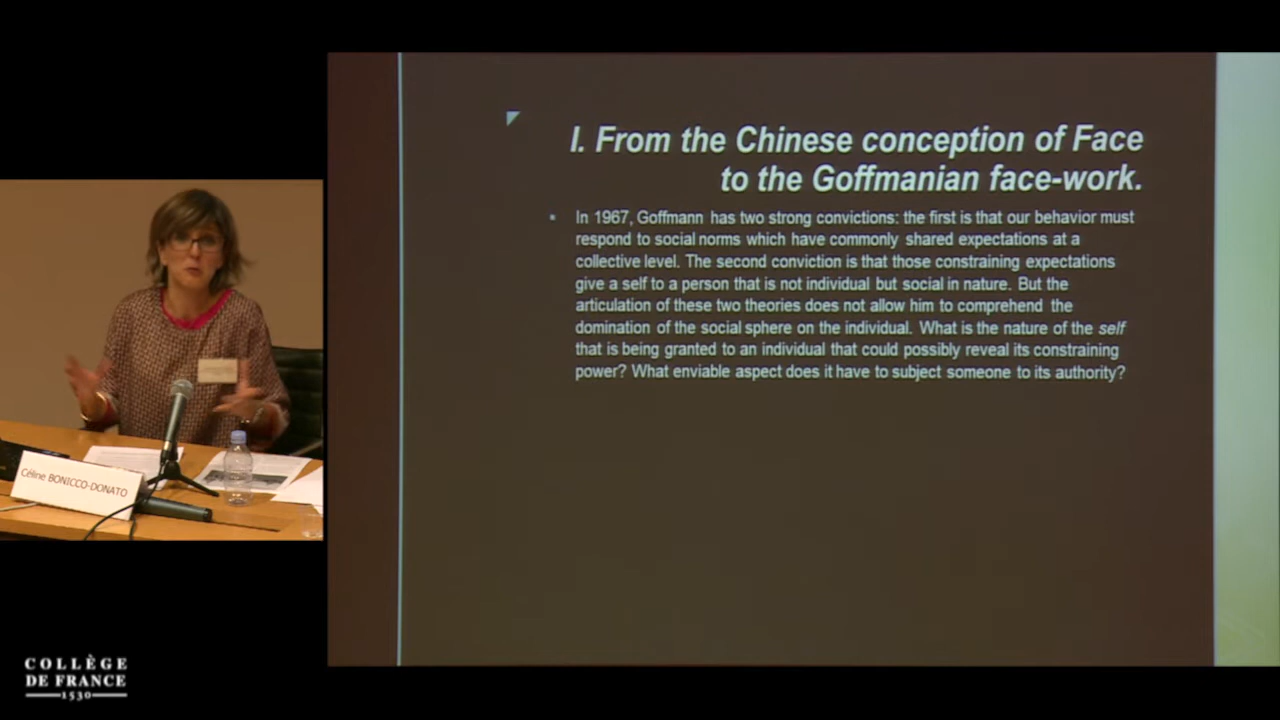 I. From the Chinese conception of Face
to the Goffmanian face-work.
▪ In 1967, Goffmann has two strong convictions: the first is that our behavior must
respond to social norms which have commonly shared expectations at a
collective level. The second conviction is that those constraining expectations
give a self to a person that is not individual but social in nature. But the
articulation of these two theories does not allow him to comprehend the
domination of the social sphere on the individual. What is the nature of the self
that is being granted to an individual that could possibly reveal its constraining
power? What enviable aspect does it have to subject someone to its authority?
Céline BONICCO-DONATO
COLLÈGE
DE FRANCE
1530